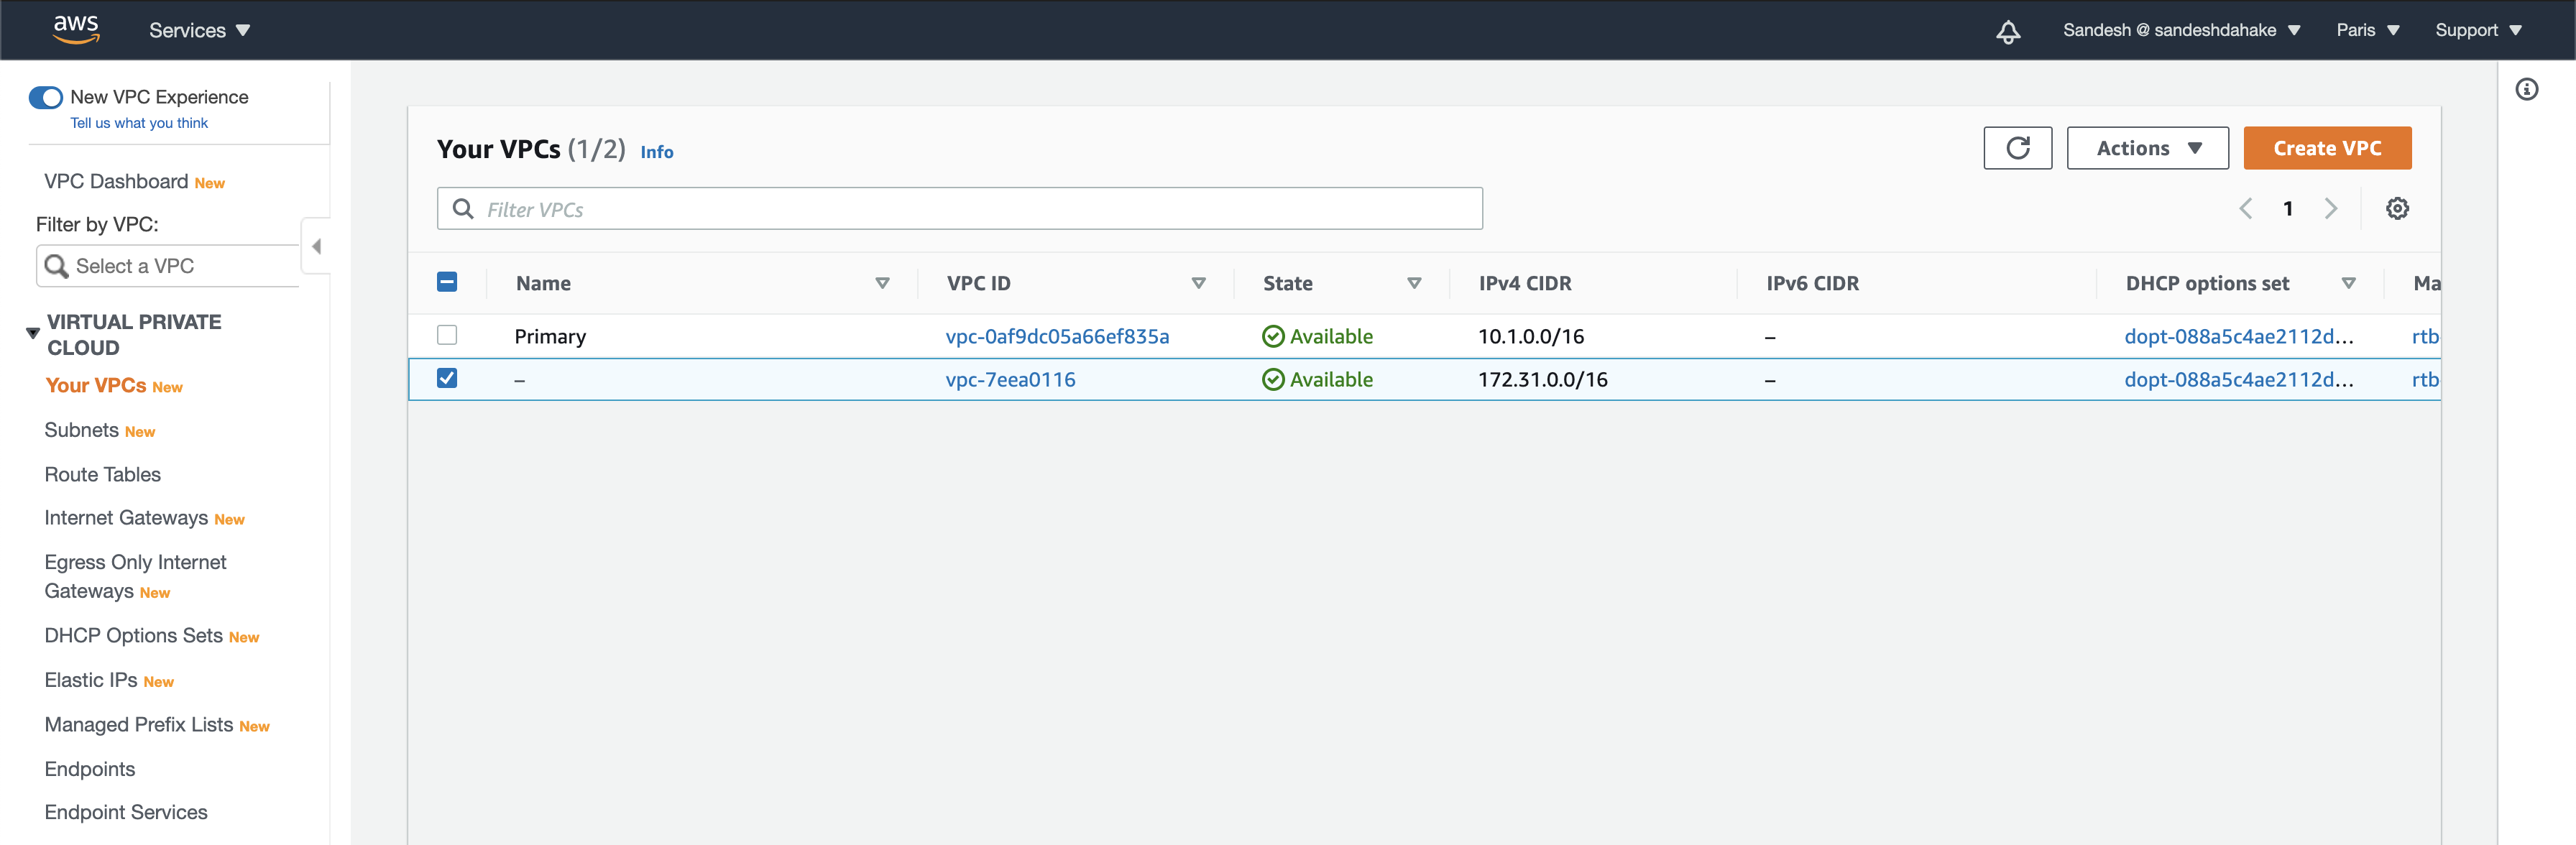 aws Services Sandesh @ sandeshdahake Paris Support
New VPC Experience
Tell us what you think
VPC Dashboard New
Filter by VPC:
Select a VPC
VIRTUAL PRIVATE
CLOUD
Your VPCs New
Subnets New
Route Tables
Internet Gateways New
Egress Only Internet
Gateways New
DHCP Options Sets New
Elastic IPs New
Managed Prefix Lists New
Endpoints
Endpoint Services
Your VPCs (1/2) Info
Actions Create VPC
Filter VPCs
1
Name VPC ID State IPv4 CIDR IPv6 CIDR DHCP options set Ma
Primary vpc-0af9dc05a66ef835a Available 10.1.0.0/16 – dopt-088a5c4ae2112d... rtb
– vpc-7eea0116 Available 172.31.0.0/16 – dopt-088a5c4ae2112d... rtb